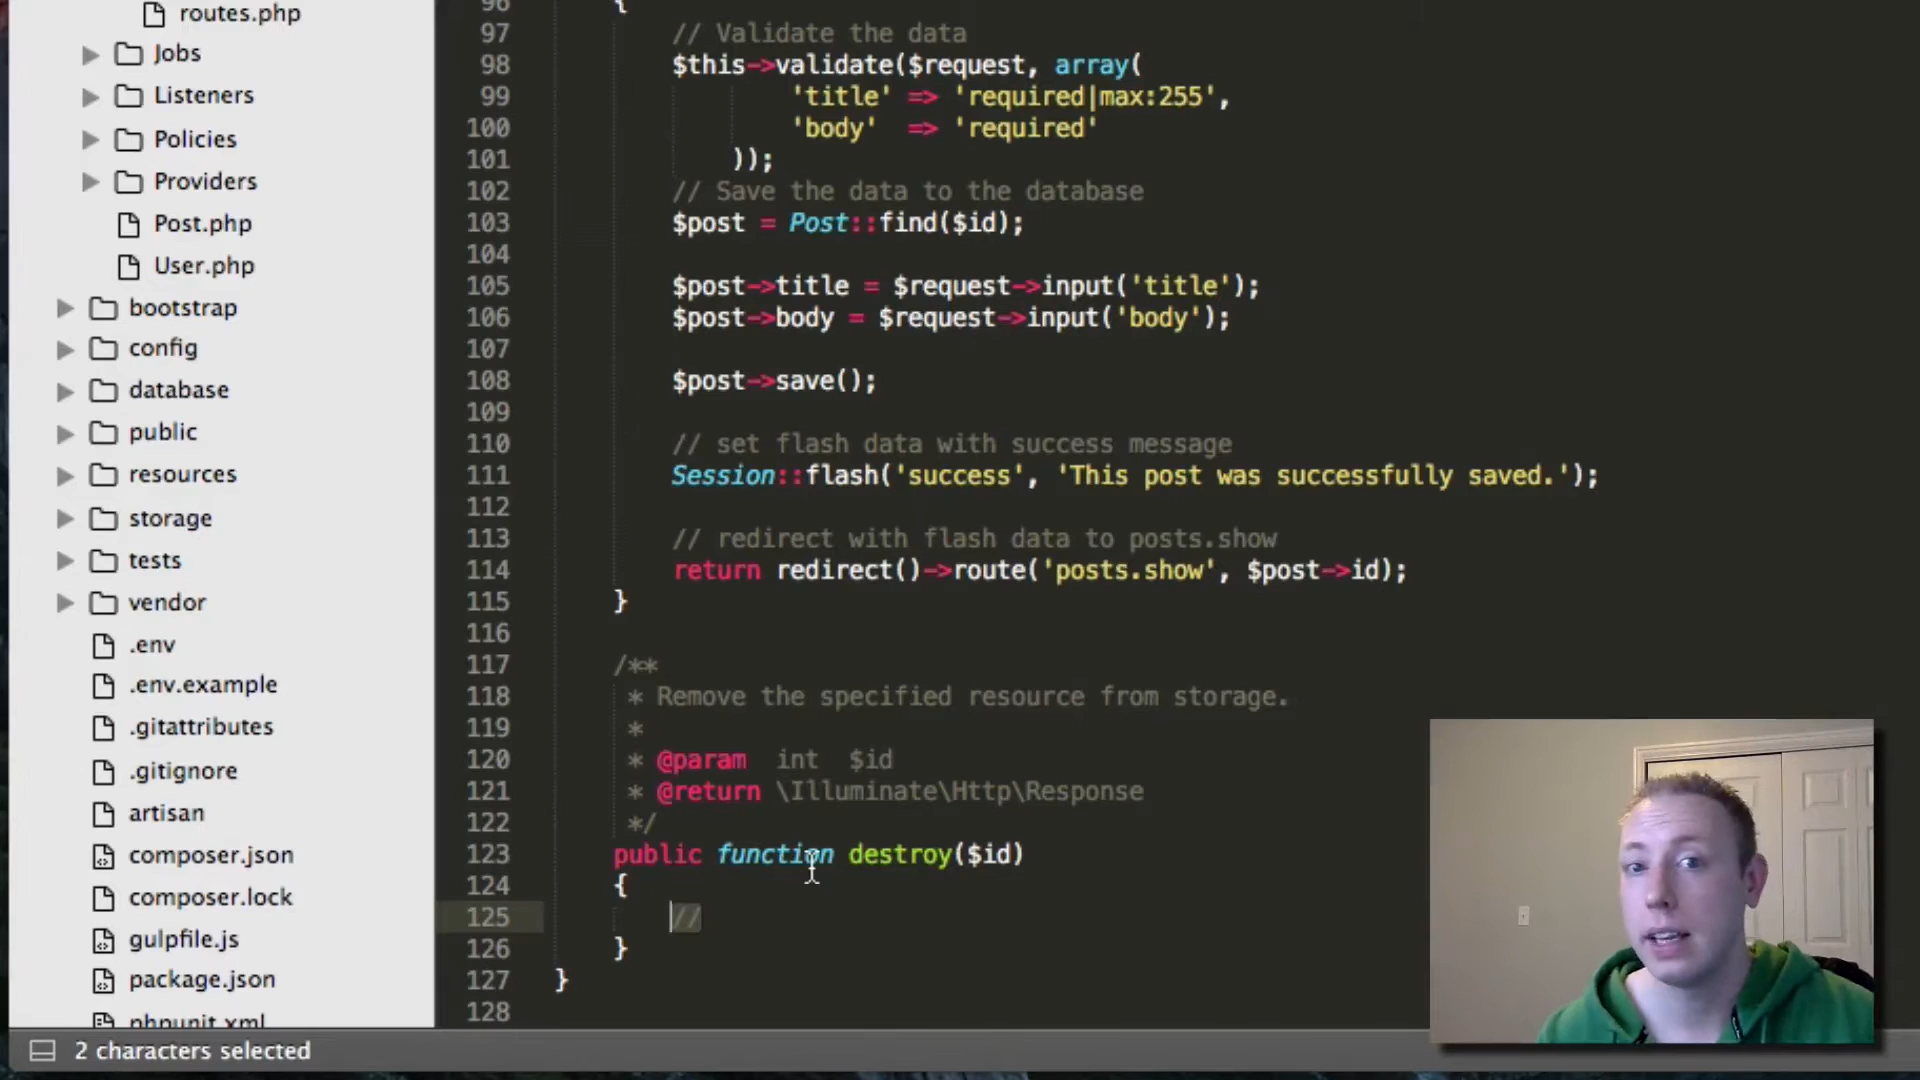 routes.php
Jobs
Listeners
Policies
Providers
Post.php
User.php
bootstrap
config
database
public
resources
storage
tests
vendor
.env
.env.example
.gitattributes
.gitignore
artisan
composer.json
composer.lock
gulpfile.js
package.json
phpunit.xml
96 {
97 // Validate the data
98 $this->validate($request, array(
99 'title' => 'required|max:255',
100 'body' => 'required'
101 ));
102 // Save the data to the database
103 $post = Post::find($id);
104
105 $post->title = $request->input('title');
106 $post->body = $request->input('body');
107
108 $post->save();
109
110 // set flash data with success message
111 Session::flash('success', 'This post was successfully saved.');
112
113 // redirect with flash data to posts.show
114 return redirect()->route('posts.show', $post->id);
115 }
116
117 /**
118 * Remove the specified resource from storage.
119 *
120 * @param int $id
121 * @return \Illuminate\Http\Response
122 */
123 public function destroy($id)
124 {
125 //
126 }
127 }
128
2 characters selected